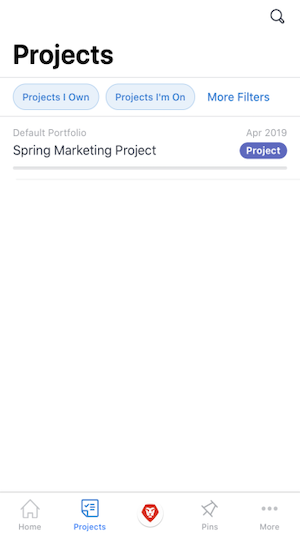 Projects
Projects I Own Projects I'm On More Filters
Default Portfolio Apr 2019
Spring Marketing Project Project
Home Projects Pins More